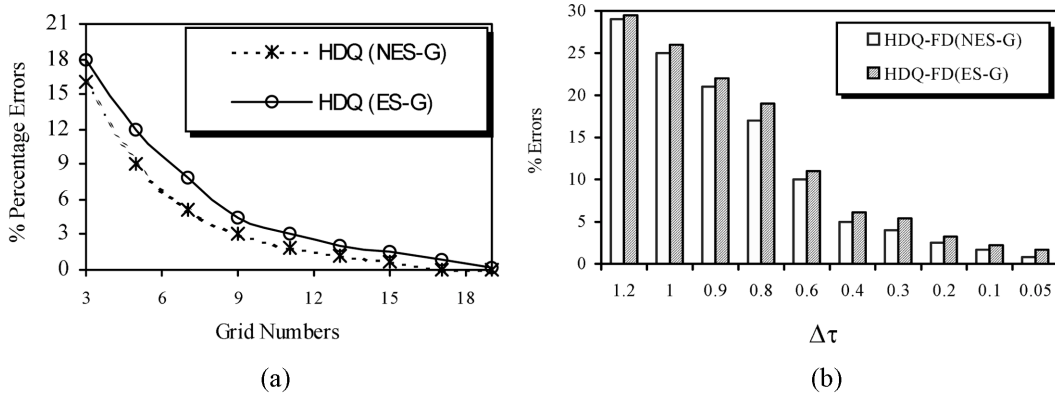 21
18
15
12
9
6
3
0
% Percentage Errors
HDQ (NES-G)
HDQ (ES-G)
3 6 9 12 15 18
Grid Numbers
(a)
30
25
20
15
10
5
0
% Errors
HDQ-FD(NES-G)
HDQ-FD(ES-G)
1.2 1 0.9 0.8 0.6 0.4 0.3 0.2 0.1 0.05
Δτ
(b)